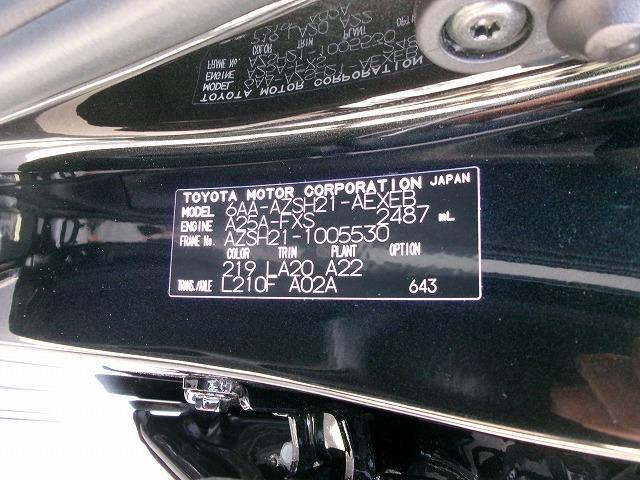 TOYOTA MOTOR CORPORATION JAPAN
MODEL 6AA-AZSH21-AEXEB
ENGINE A25A-FXS 2487 mL
FRAME No. AZSH21-1005530
COLOR TRIM PLANT OPTION
219 LA20 A22
TRANS./AXLE L210F A02A 643